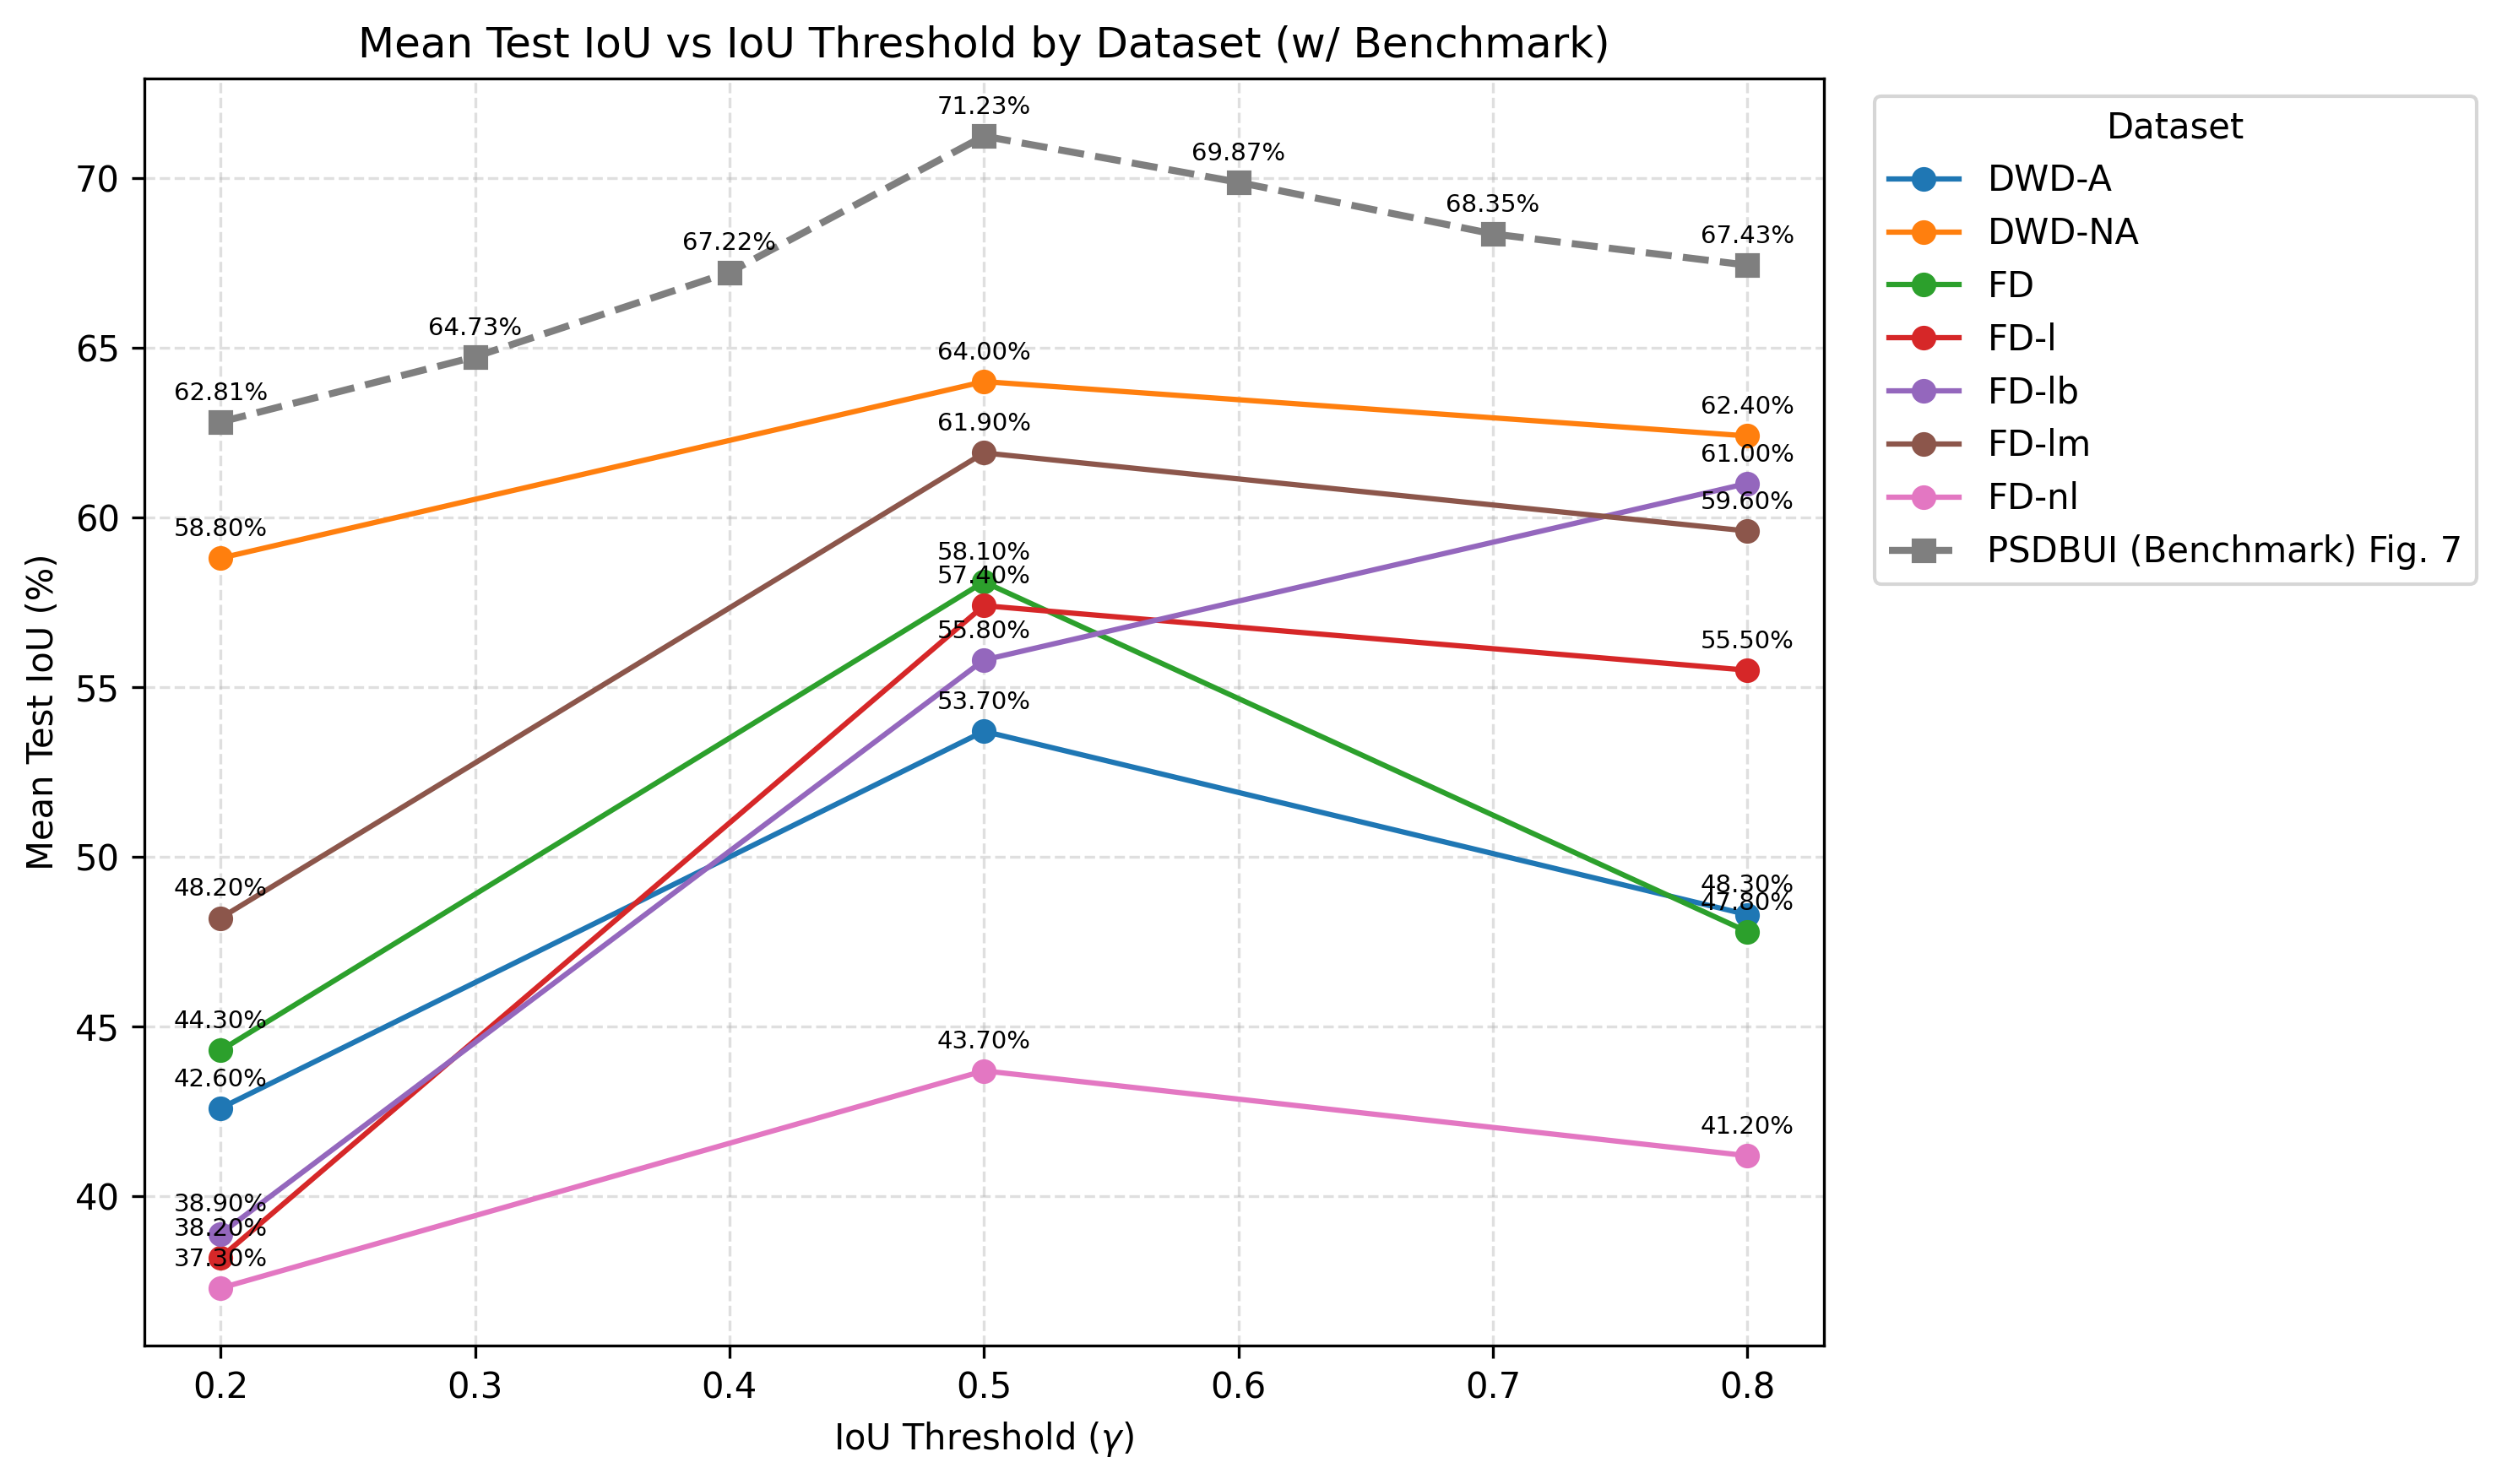 Mean Test IoU vs IoU Threshold by Dataset (w/ Benchmark)
Mean Test IoU (%)
70
65
60
55
50
45
40
71.23%
69.87%
68.35%
67.43%
67.22%
64.73%
62.81%
64.00%
62.40%
61.90%
61.00%
59.60%
58.80%
58.10%
57.40%
55.80%
55.50%
53.70%
48.20%
48.30%
47.80%
44.30%
43.70%
42.60%
41.20%
38.90%
38.20%
37.30%
0.2 0.3 0.4 0.5 0.6 0.7 0.8
IoU Threshold (γ)
Dataset
DWD-A
DWD-NA
FD
FD-l
FD-lb
FD-lm
FD-nl
PSDBUI (Benchmark) Fig. 7